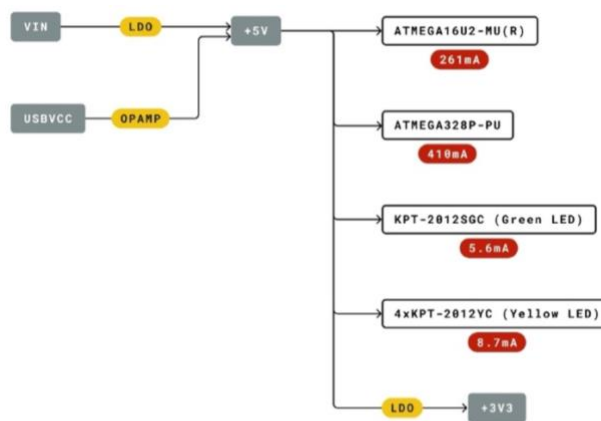 VIN
LDO
+5V
ATMEGA16U2-MU(R)
261mA
USBVCC
OPAMP
ATMEGA328P-PU
410mA
KPT-2012SGC (Green LED)
5.6mA
4xKPT-2012YC (Yellow LED)
8.7mA
LDO
+3V3